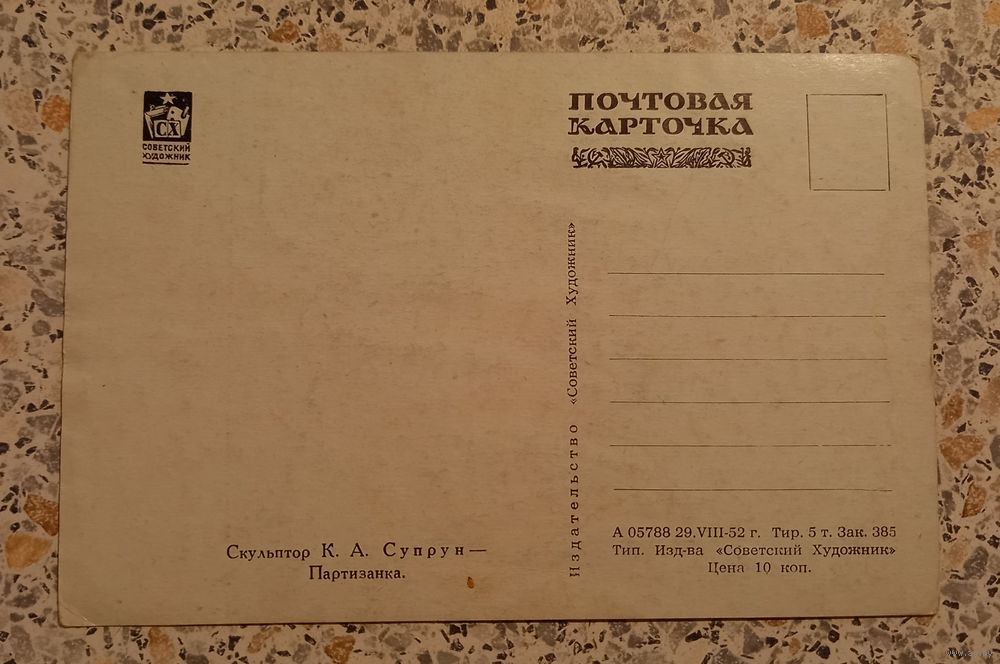 СХ
СОВЕТСКИЙ
ХУДОЖНИК
ПОЧТОВАЯ
КАРТОЧКА
Издательство «Советский Художник»
Скульптор К. А. Супрун —
Партизанка.
А 05788 29.VIII-52 г. Тир. 5 т. Зак. 385
Тип. Изд-ва «Советский Художник»
Цена 10 коп.